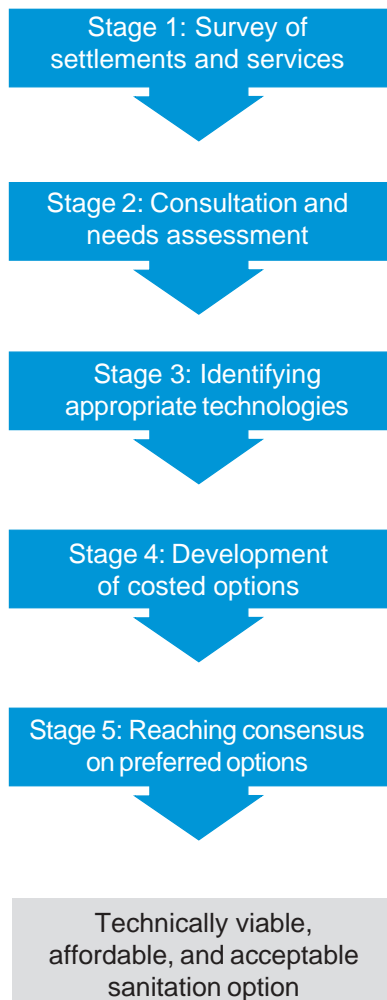 Stage 1: Survey of
settlements and services
Stage 2: Consultation and
needs assessment
Stage 3: Identifying
appropriate technologies
Stage 4: Development
of costed options
Stage 5: Reaching consensus
on preferred options
Technically viable,
affordable, and acceptable
sanitation option